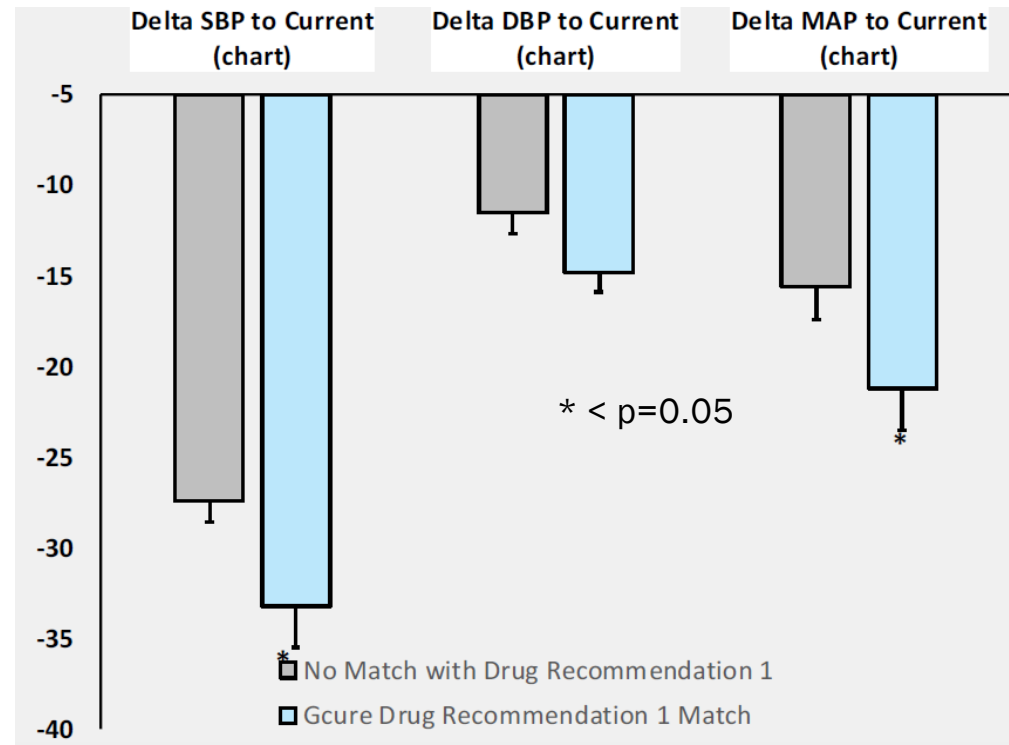 Delta SBP to Current
(chart)
Delta DBP to Current
(chart)
Delta MAP to Current
(chart)
-5
-10
-15
-20
-25
-30
-35
-40
* < p=0.05
*
*
No Match with Drug Recommendation 1
Gcure Drug Recommendation 1 Match